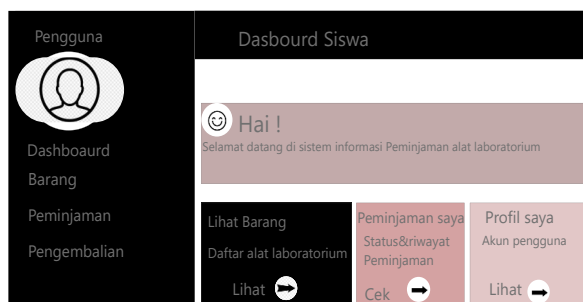 Pengguna
Dashboaurd
Barang
Peminjaman
Pengembalian
Dasbourd Siswa
Hai !
Selamat datang di sistem informasi Peminjaman alat laboratorium
Lihat Barang
Daftar alat laboratorium
Lihat
Peminjaman saya
Status&riwayat
Peminjaman
Cek
Profil saya
Akun pengguna
Lihat